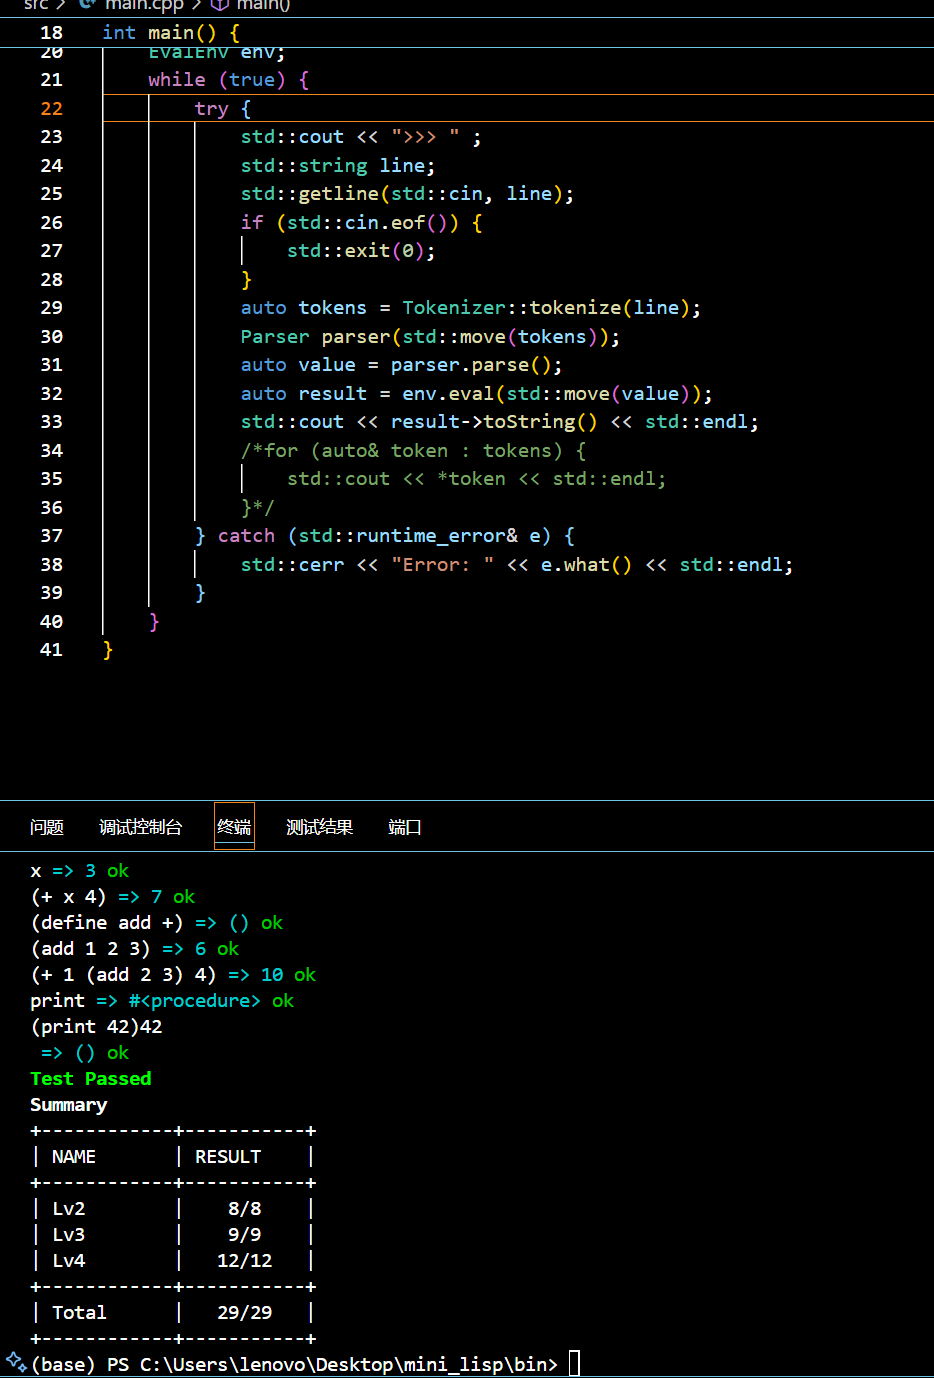 src > main.cpp > main()
18 int main() {
20     EvalEnv env;
21     while (true) {
22         try {
23             std::cout << ">>> " ;
24             std::string line;
25             std::getline(std::cin, line);
26             if (std::cin.eof()) {
27                 std::exit(0);
28             }
29             auto tokens = Tokenizer::tokenize(line);
30             Parser parser(std::move(tokens));
31             auto value = parser.parse();
32             auto result = env.eval(std::move(value));
33             std::cout << result->toString() << std::endl;
34             /*for (auto& token : tokens) {
35                 std::cout << *token << std::endl;
36             }*/
37         } catch (std::runtime_error& e) {
38             std::cerr << "Error: " << e.what() << std::endl;
39         }
40     }
41 }
问题 调试控制台 终端 测试结果 端口
x => 3 ok
(+ x 4) => 7 ok
(define add +) => () ok
(add 1 2 3) => 6 ok
(+ 1 (add 2 3) 4) => 10 ok
print => #<procedure> ok
(print 42)42
 => () ok
Test Passed
Summary
+------------+-----------+
| NAME       | RESULT    |
+------------+-----------+
| Lv2        |    8/8    |
| Lv3        |    9/9    |
| Lv4        |   12/12   |
+------------+-----------+
| Total      |   29/29   |
+------------+-----------+
(base) PS C:\Users\lenovo\Desktop\mini_lisp\bin>